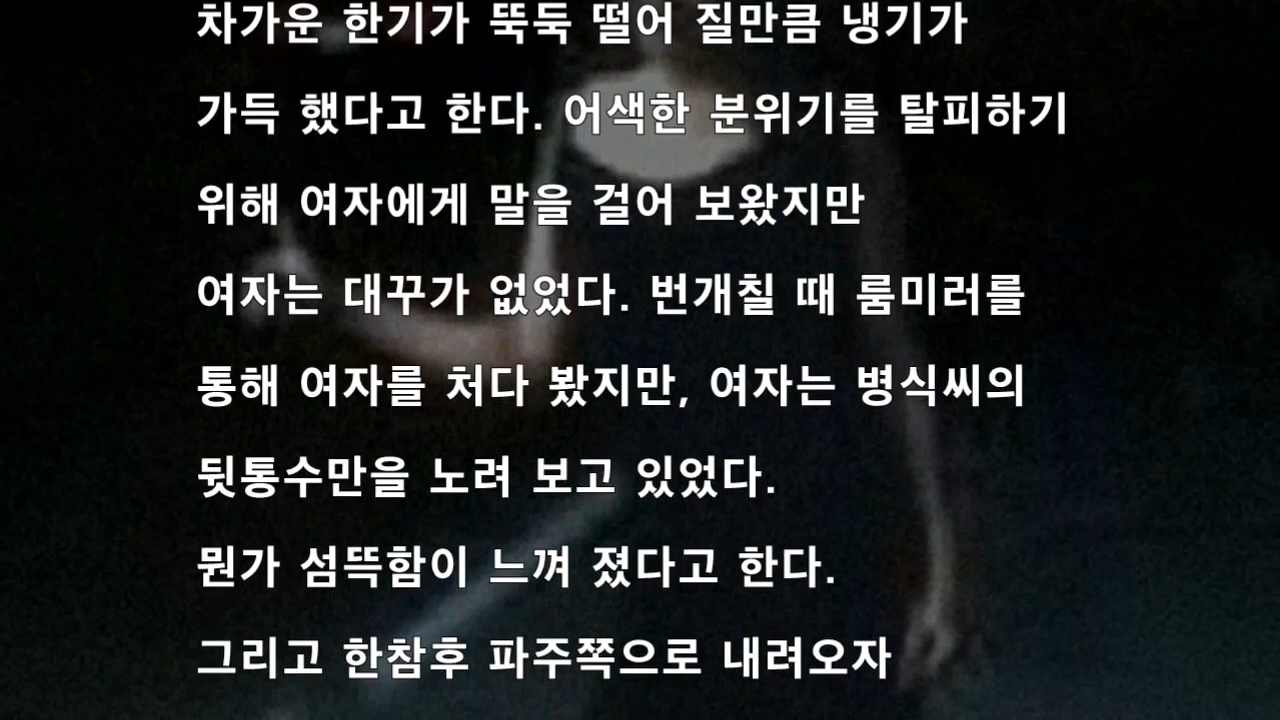 차가운 한기가 뚝둑 떨어 질만큼 냉기가
가득 했다고 한다. 어색한 분위기를 탈피하기
위해 여자에게 말을 걸어 보왔지만
여자는 대꾸가 없었다. 번개칠 때 룸미러를
통해 여자를 처다 봤지만, 여자는 병식씨의
뒷통수만을 노려 보고 있었다.
뭔가 섬뜩함이 느껴 졌다고 한다.
그리고 한참후 파주쪽으로 내려오자